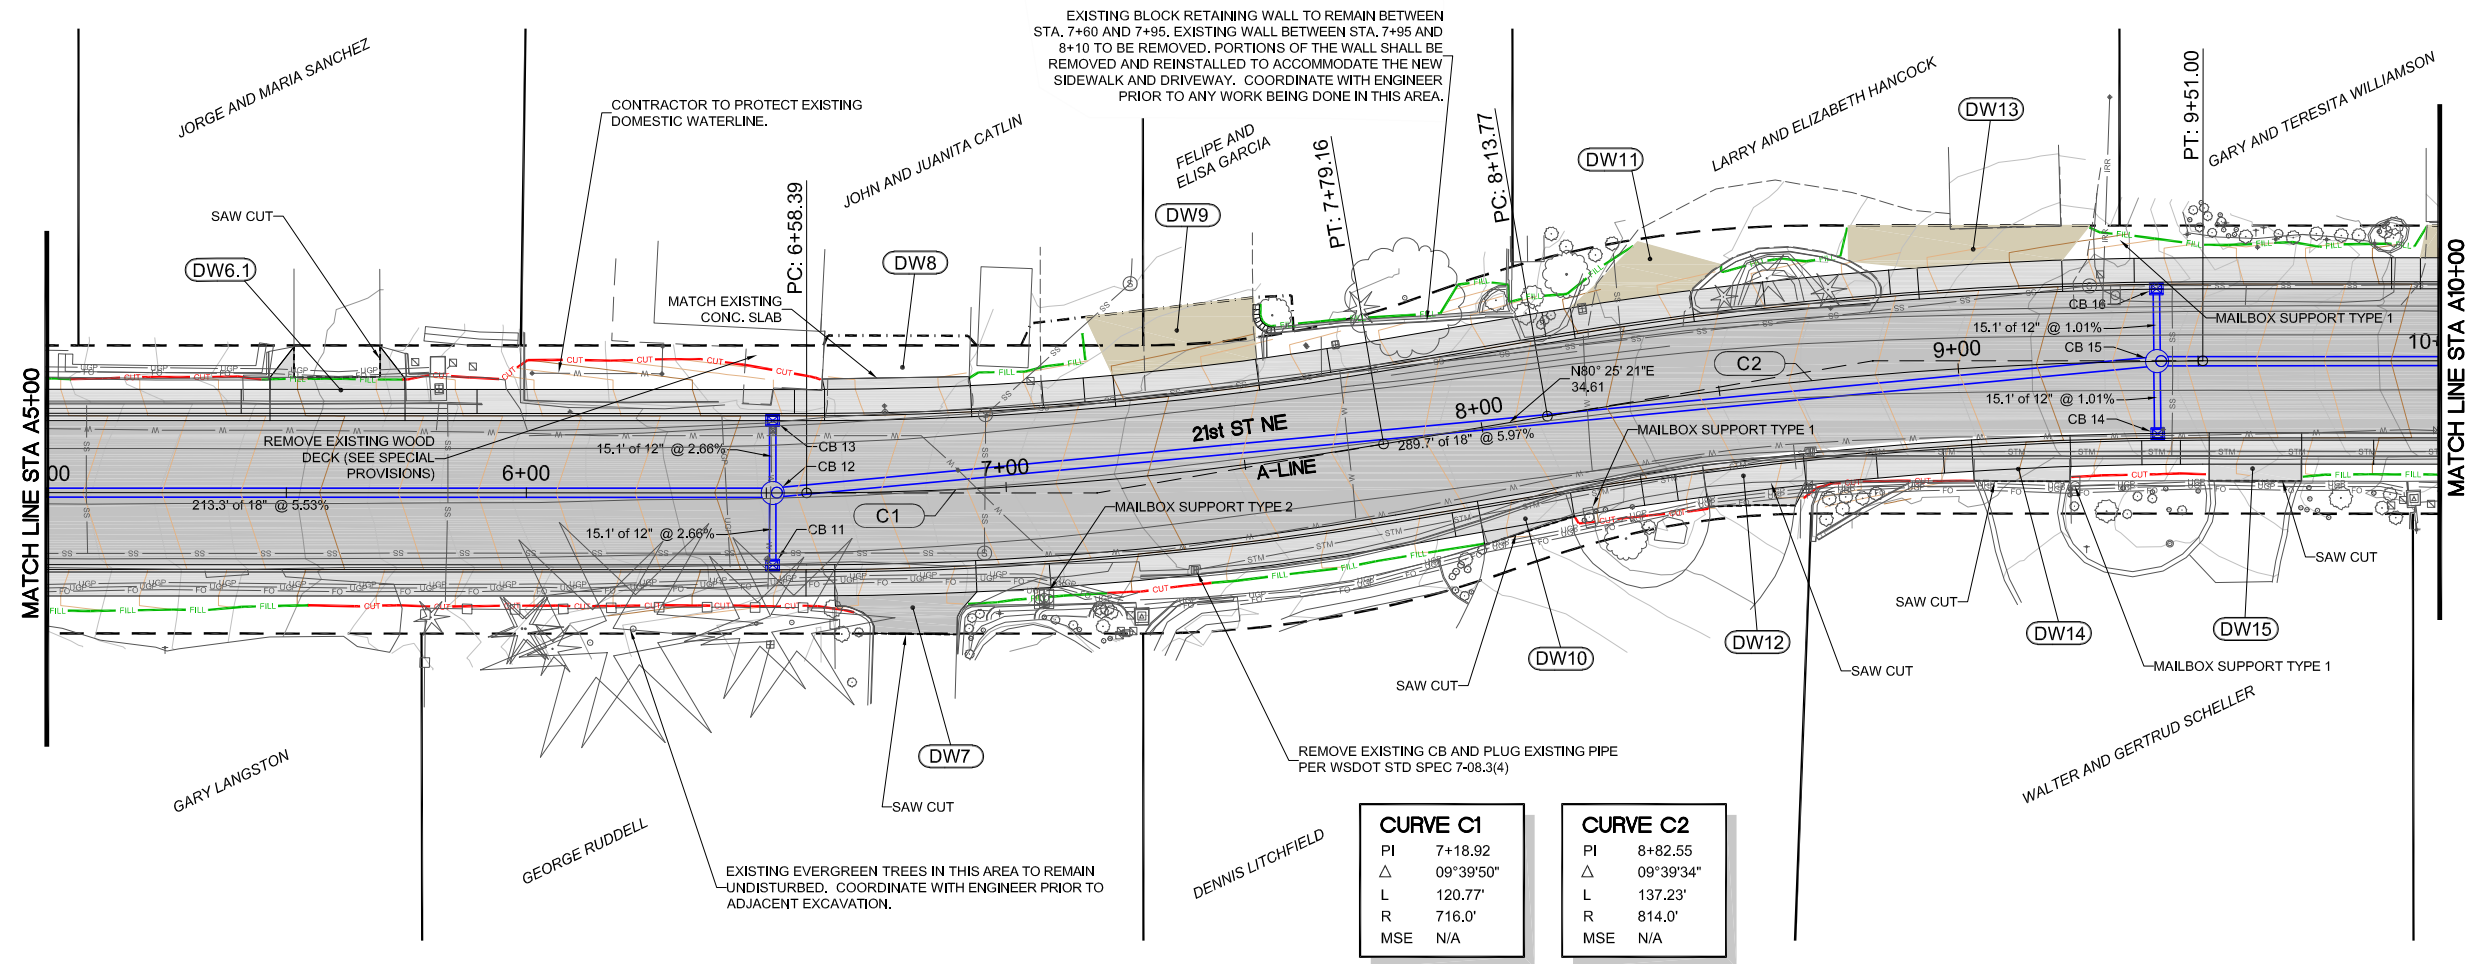 EXISTING BLOCK RETAINING WALL TO REMAIN BETWEEN
STA. 7+60 AND 7+95. EXISTING WALL BETWEEN STA. 7+95 AND
8+10 TO BE REMOVED. PORTIONS OF THE WALL SHALL BE
REMOVED AND REINSTALLED TO ACCOMMODATE THE NEW
SIDEWALK AND DRIVEWAY. COORDINATE WITH ENGINEER
PRIOR TO ANY WORK BEING DONE IN THIS AREA.
JORGE AND MARIA SANCHEZ
CONTRACTOR TO PROTECT EXISTING
DOMESTIC WATERLINE.
JOHN AND JUANITA CATLIN
FELIPE AND
ELISA GARCIA
LARRY AND ELIZABETH HANCOCK
GARY AND TERESITA WILLIAMSON
PC: 6+58.39
PT: 7+79.16
PC: 8+13.77
PT: 9+51.00
SAW CUT
DW6.1
DW8
DW9
DW11
DW13
MATCH EXISTING
CONC. SLAB
MATCH LINE STA A5+00
MATCH LINE STA A10+00
REMOVE EXISTING WOOD
DECK (SEE SPECIAL
PROVISIONS)
15.1' of 12" @ 2.66%
CB 13
CB 12
CB 11
15.1' of 12" @ 2.66%
213.3' of 18" @ 5.53%
00
6+00
7+00
8+00
9+00
10+
C1
C2
21st ST NE
A-LINE
289.7' of 18" @ 5.97%
N80° 25' 21"E
34.61
CB 16
15.1' of 12" @ 1.01%
CB 15
15.1' of 12" @ 1.01%
CB 14
MAILBOX SUPPORT TYPE 1
MAILBOX SUPPORT TYPE 1
MAILBOX SUPPORT TYPE 2
MAILBOX SUPPORT TYPE 1
SAW CUT
SAW CUT
SAW CUT
SAW CUT
SAW CUT
DW7
DW10
DW12
DW14
DW15
REMOVE EXISTING CB AND PLUG EXISTING PIPE
PER WSDOT STD SPEC 7-08.3(4)
EXISTING EVERGREEN TREES IN THIS AREA TO REMAIN
UNDISTURBED. COORDINATE WITH ENGINEER PRIOR TO
ADJACENT EXCAVATION.
GARY LANGSTON
GEORGE RUDDELL
DENNIS LITCHFIELD
WALTER AND GERTRUD SCHELLER
CURVE C1
PI 7+18.92
△ 09°39'50"
L 120.77'
R 716.0'
MSE N/A
CURVE C2
PI 8+82.55
△ 09°39'34"
L 137.23'
R 814.0'
MSE N/A